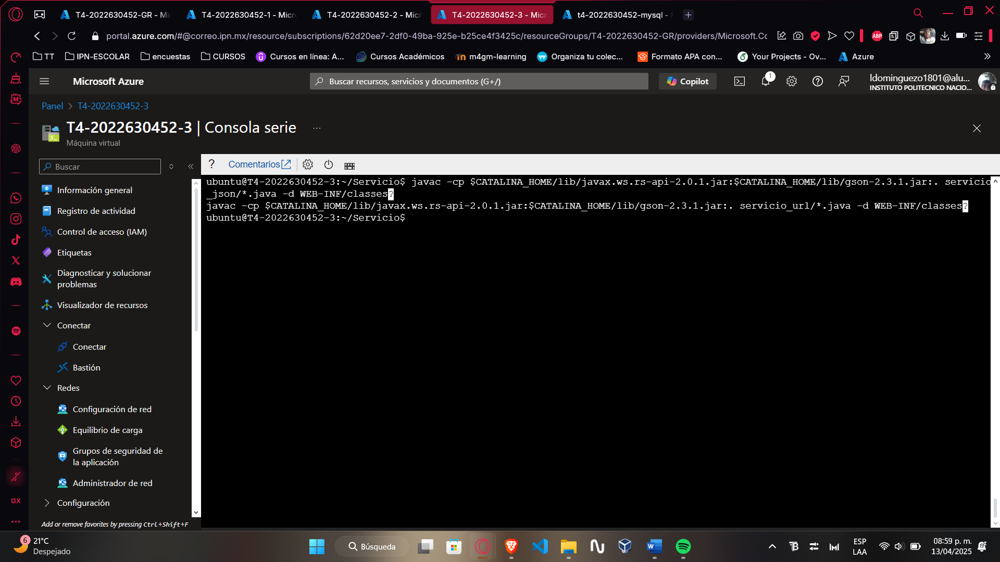 T4-2022630452-GR - Mi
T4-2022630452-1 - Micr
T4-2022630452-2 - Micr
T4-2022630452-3 - Micr
t4-2022630452-mysql -
portal.azure.com/#@correo.ipn.mx/resource/subscriptions/62d20ee7-2df0-49ba-925e-b25ce4f3425c/resourceGroups/T4-2022630452-GR/providers/Microsoft.Cc
ABP
TT
IPN-ESCOLAR
encuestas
CURSOS
Cursos en línea: A...
Cursos Académicos
m4gm-learning
Organiza tu colec...
Formato APA con...
Your Projects - Ov...
Azure
Microsoft Azure
Buscar recursos, servicios y documentos (G+/)
Copilot
1
ldominguezo1801@alu...
INSTITUTO POLITECNICO NACIO...
Panel > T4-2022630452-3
T4-2022630452-3 | Consola serie ...
Máquina virtual
Buscar
? Comentarios
Información general
Registro de actividad
Control de acceso (IAM)
Etiquetas
Diagnosticar y solucionar
problemas
Visualizador de recursos
Conectar
Conectar
Bastión
Redes
Configuración de red
Equilibrio de carga
Grupos de seguridad de
la aplicación
Administrador de red
Configuración
Add or remove favorites by pressing Ctrl+Shift+F
ubuntu@T4-2022630452-3:~/Servicio$ javac -cp $CATALINA_HOME/lib/javax.ws.rs-api-2.0.1.jar:$CATALINA_HOME/lib/gson-2.3.1.jar:. servicio
_json/*.java -d WEB-INF/classes?
javac -cp $CATALINA_HOME/lib/javax.ws.rs-api-2.0.1.jar:$CATALINA_HOME/lib/gson-2.3.1.jar:. servicio_url/*.java -d WEB-INF/classes?
ubuntu@T4-2022630452-3:~/Servicio$
GX
6
21°C
Despejado
Búsqueda
ESP
LAA
08:59 p. m.
13/04/2025